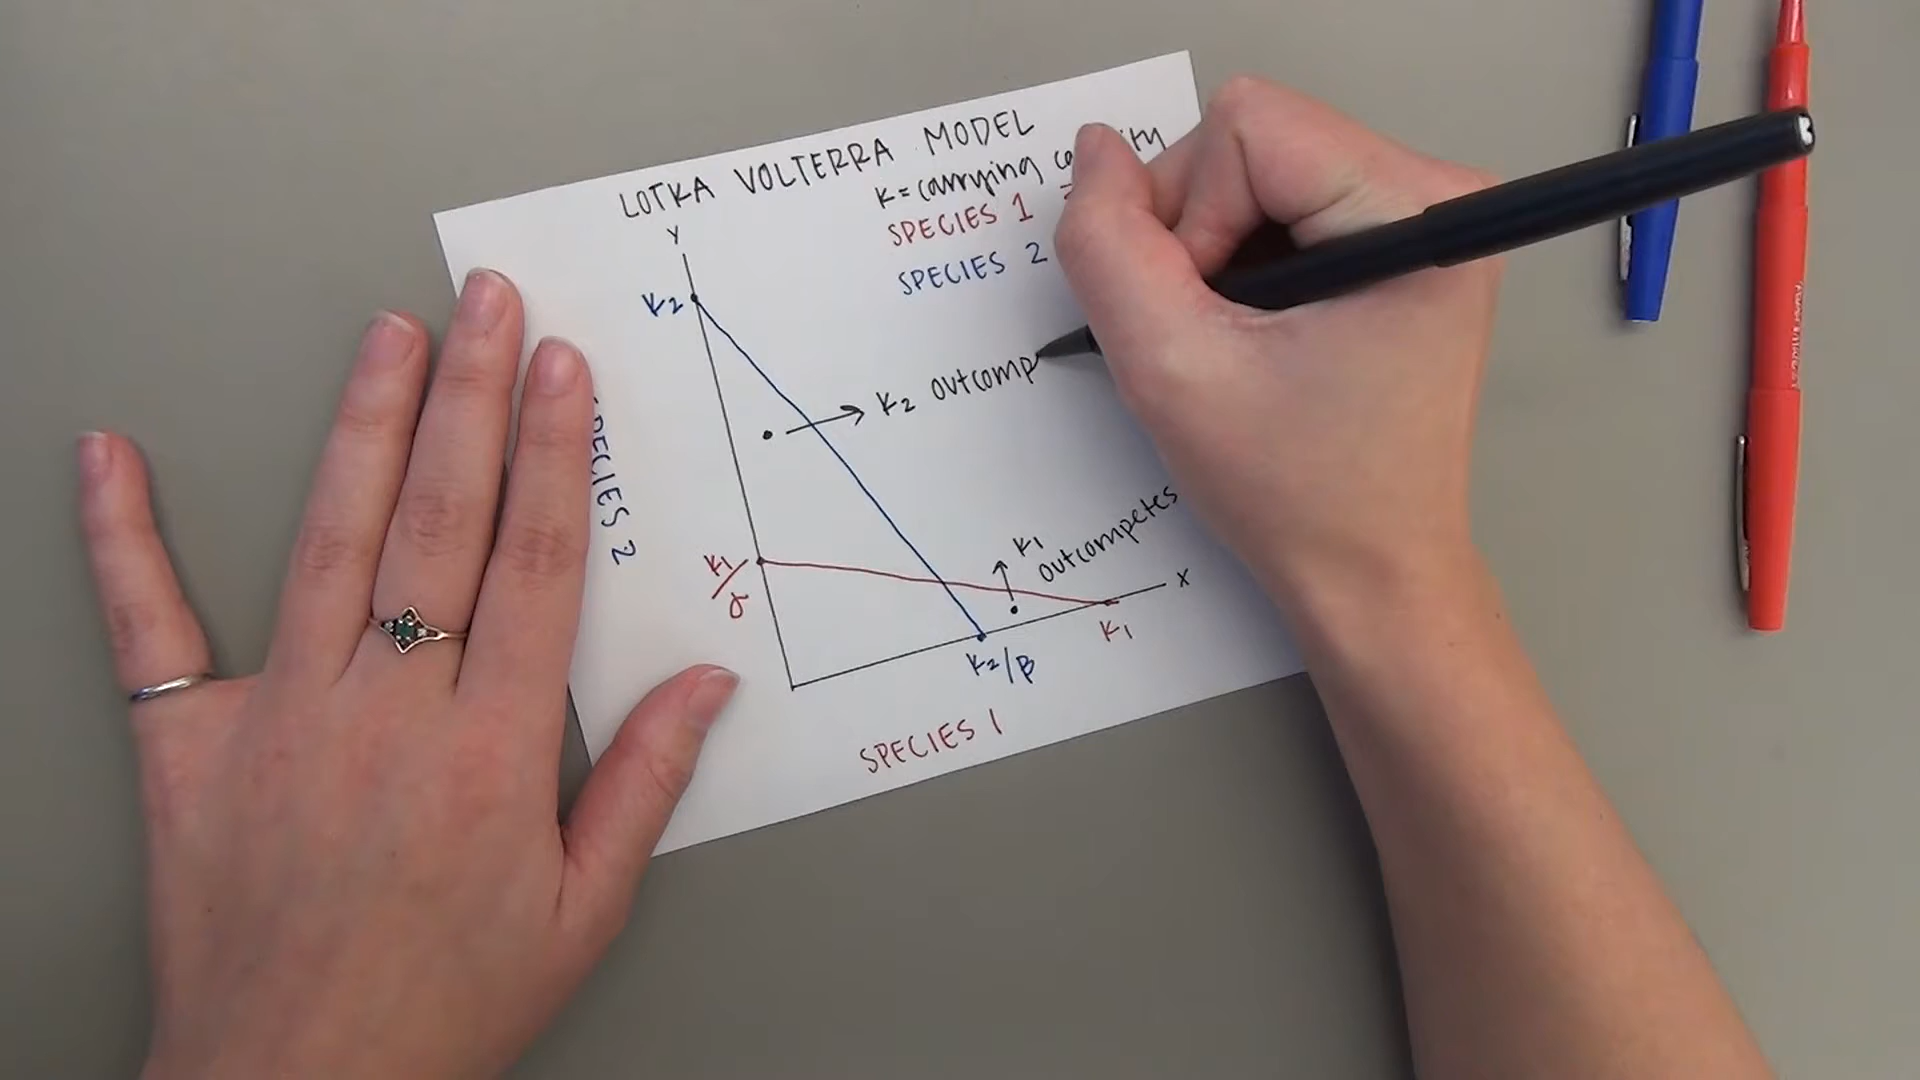 LOTKA VOLTERRA MODEL
K = carrying
SPECIES 1
SPECIES 2
Y
K2
K2 outcomp
SPECIES 2
K1
outcompetes
K1/α
X
K1
K2/β
SPECIES 1